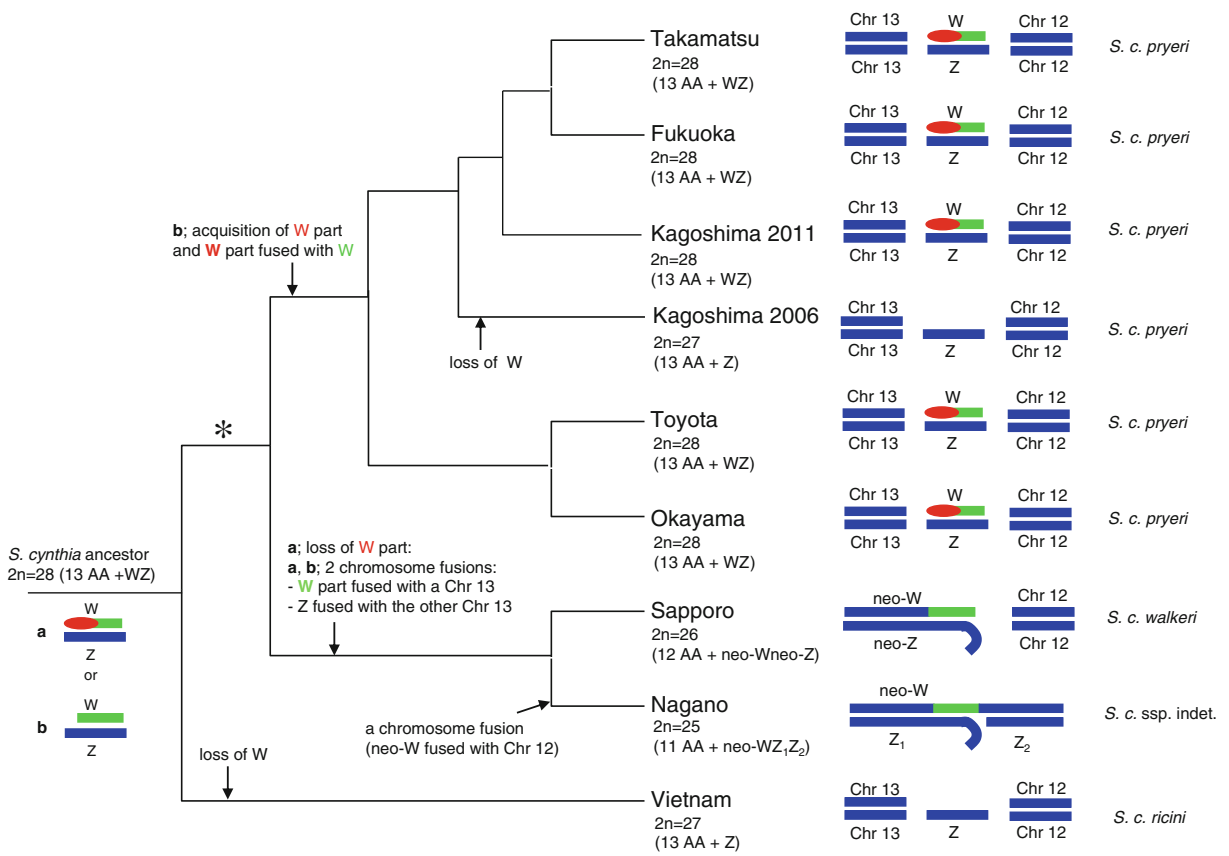 Takamatsu
2n=28
(13 AA + WZ)
Chr 13
W
Chr 12
Chr 13
Z
Chr 12
S. c. pryeri
Fukuoka
2n=28
(13 AA + WZ)
Chr 13
W
Chr 12
Chr 13
Z
Chr 12
S. c. pryeri
b; acquisition of W part
and W part fused with W
Kagoshima 2011
2n=28
(13 AA + WZ)
Chr 13
W
Chr 12
Chr 13
Z
Chr 12
S. c. pryeri
loss of W
Kagoshima 2006
2n=27
(13 AA + Z)
Chr 13
Chr 12
Chr 13
Z
Chr 12
S. c. pryeri
*
Toyota
2n=28
(13 AA + WZ)
Chr 13
W
Chr 12
Chr 13
Z
Chr 12
S. c. pryeri
Okayama
2n=28
(13 AA + WZ)
Chr 13
W
Chr 12
Chr 13
Z
Chr 12
S. c. pryeri
S. cynthia ancestor
2n=28 (13 AA +WZ)
a
W
Z
or
b
W
Z
a; loss of W part:
a, b; 2 chromosome fusions:
- W part fused with a Chr 13
- Z fused with the other Chr 13
Sapporo
2n=26
(12 AA + neo-Wneo-Z)
neo-W
Chr 12
neo-Z
Chr 12
S. c. walkeri
a chromosome fusion
(neo-W fused with Chr 12)
Nagano
2n=25
(11 AA + neo-WZ₁Z₂)
neo-W
Z₁
Z₂
S. c. ssp. indet.
loss of W
Vietnam
2n=27
(13 AA + Z)
Chr 13
Chr 12
Chr 13
Z
Chr 12
S. c. ricini